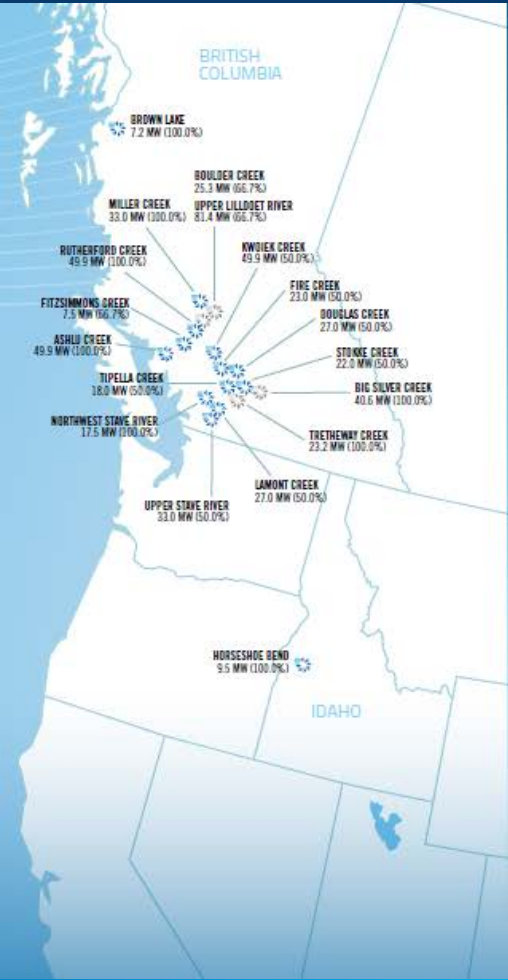 BRITISH
COLUMBIA
BROWN LAKE
7.2 MW (100.0%)
BOULDER CREEK
25.3 MW (66.7%)
MILLER CREEK
33.0 MW (100.0%)
UPPER LILLOOET RIVER
81.4 MW (66.7%)
RUTHERFORD CREEK
49.9 MW (100.0%)
KWOIEK CREEK
49.9 MW (50.0%)
FIRE CREEK
23.0 MW (50.0%)
FITZSIMMONS CREEK
7.5 MW (66.7%)
DOUGLAS CREEK
27.0 MW (50.0%)
ASHLU CREEK
49.9 MW (100.0%)
STOKKE CREEK
22.0 MW (50.0%)
TIPELLA CREEK
18.0 MW (50.0%)
BIG SILVER CREEK
40.6 MW (100.0%)
NORTHWEST STAVE RIVER
17.5 MW (100.0%)
TRETHEWAY CREEK
23.2 MW (100.0%)
LAMONT CREEK
27.0 MW (50.0%)
UPPER STAVE RIVER
33.0 MW (50.0%)
HORSESHOE BEND
9.5 MW (100.0%)
IDAHO